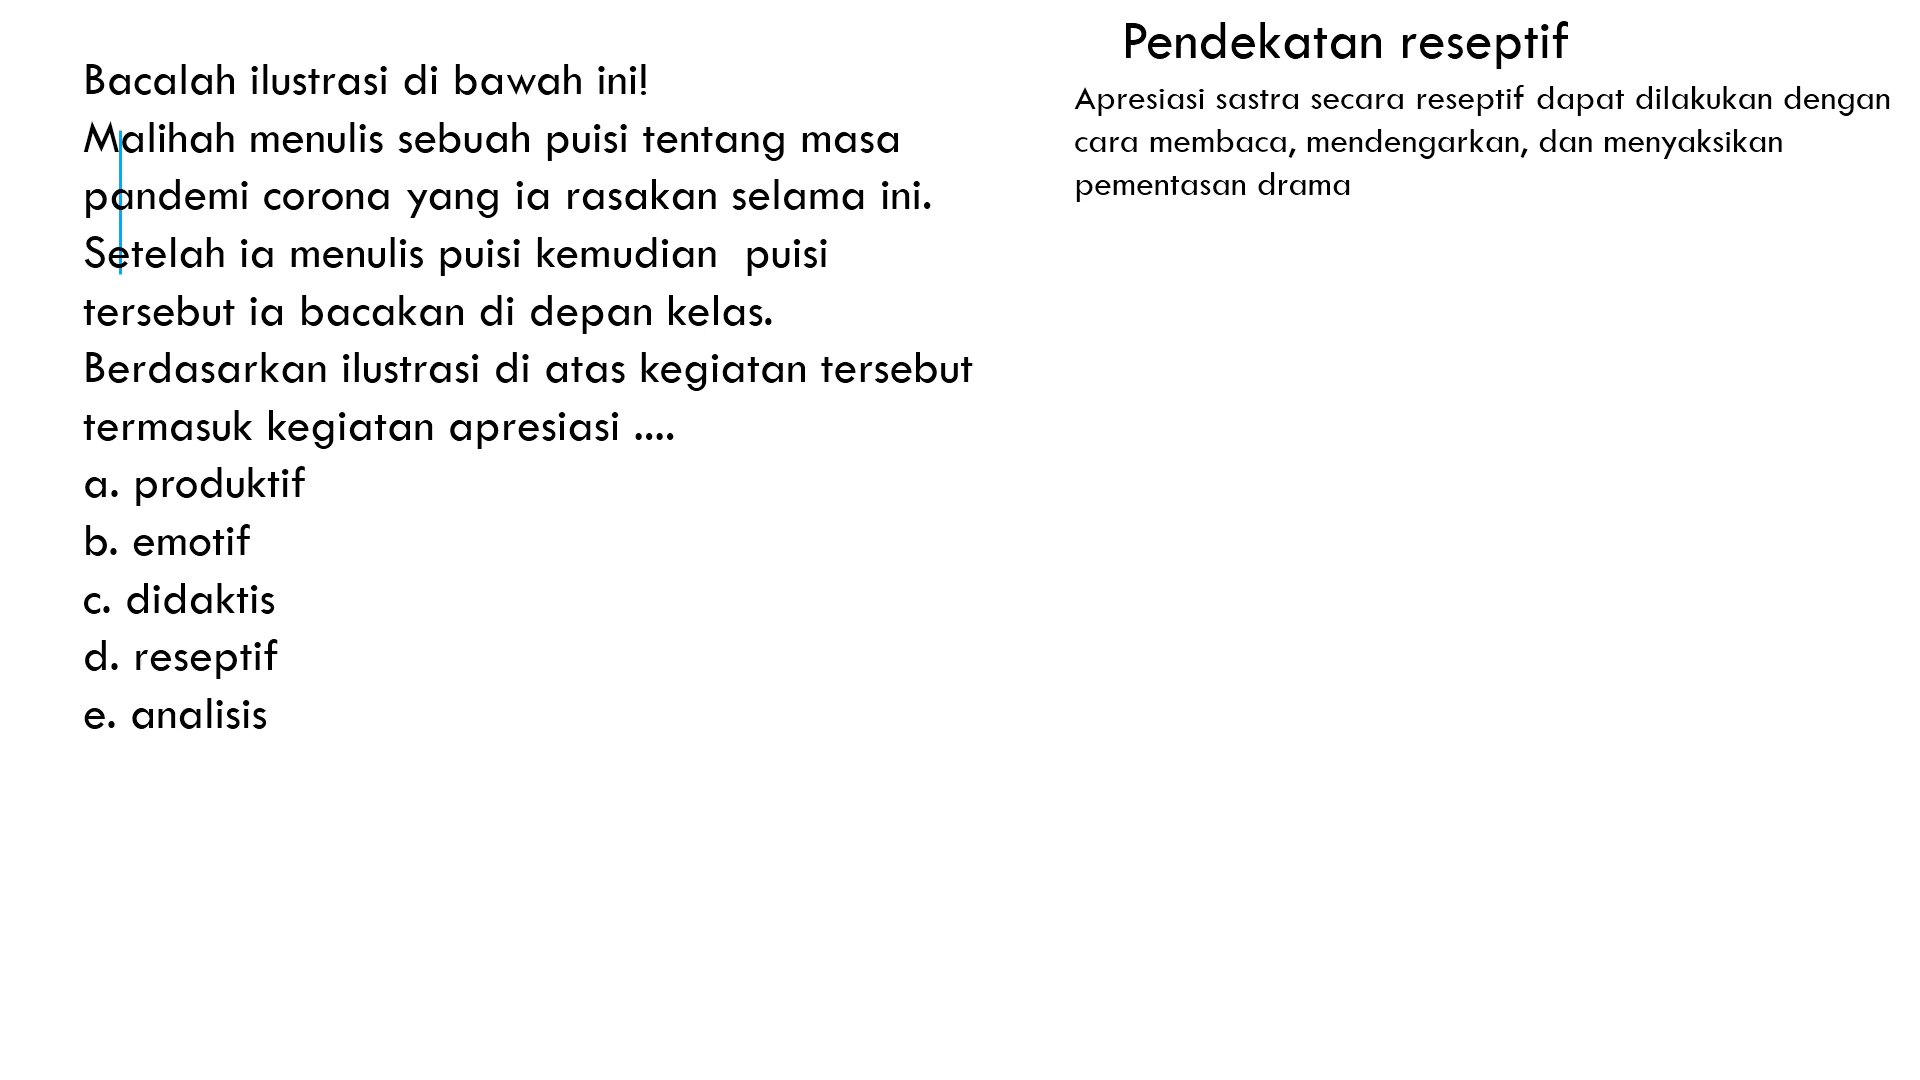 Bacalah ilustrasi di bawah ini!
Malihah menulis sebuah puisi tentang masa
pandemi corona yang ia rasakan selama ini.
Setelah ia menulis puisi kemudian  puisi
tersebut ia bacakan di depan kelas.
Berdasarkan ilustrasi di atas kegiatan tersebut
termasuk kegiatan apresiasi ....
a. produktif
b. emotif
c. didaktis
d. reseptif
e. analisis
Pendekatan reseptif
Apresiasi sastra secara reseptif dapat dilakukan dengan
cara membaca, mendengarkan, dan menyaksikan
pementasan drama